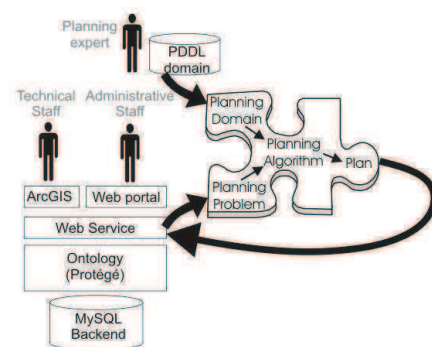 Planning
expert
PDDL
domain
Technical
Staff
Administrative
Staff
Planning
Domain
Planning
Algorithm
Plan
Planning
Problem
ArcGIS
Web portal
Web Service
Ontology
(Protégé)
MySQL
Backend